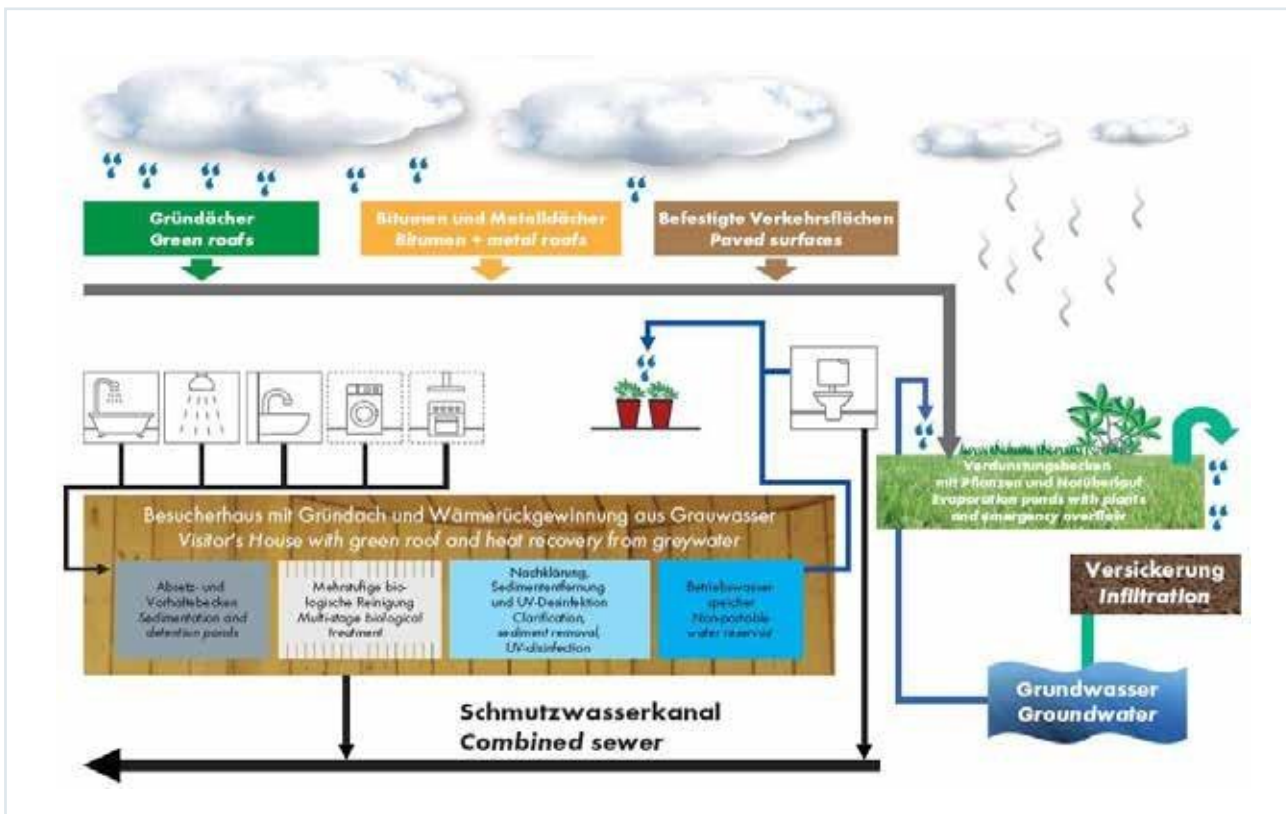 Gründächer
Green roofs
Bitumen und Metalldächer
Bitumen + metal roofs
Befestigte Verkehrsflächen
Paved surfaces
Verdunstungsbecken
mit Pflanzen und Notüberlauf
Evaporation ponds with plants
and emergency overflow
Besucherhaus mit Gründach und Wärmerückgewinnung aus Grauwasser
Visitor's House with green roof and heat recovery from greywater
Absetz- und
Vorhaltebecken
Sedimentation and
detention ponds
Mehrstufige bio-
logische Reinigung
Multi-stage biological
treatment
Nachklärung,
Sedimententfernung
und UV-Desinfektion
Clarification,
sediment removal,
UV-disinfection
Betriebswasser
speicher
Non-portable
water reservoir
Versickerung
Infiltration
Grundwasser
Groundwater
Schmutzwasserkanal
Combined sewer